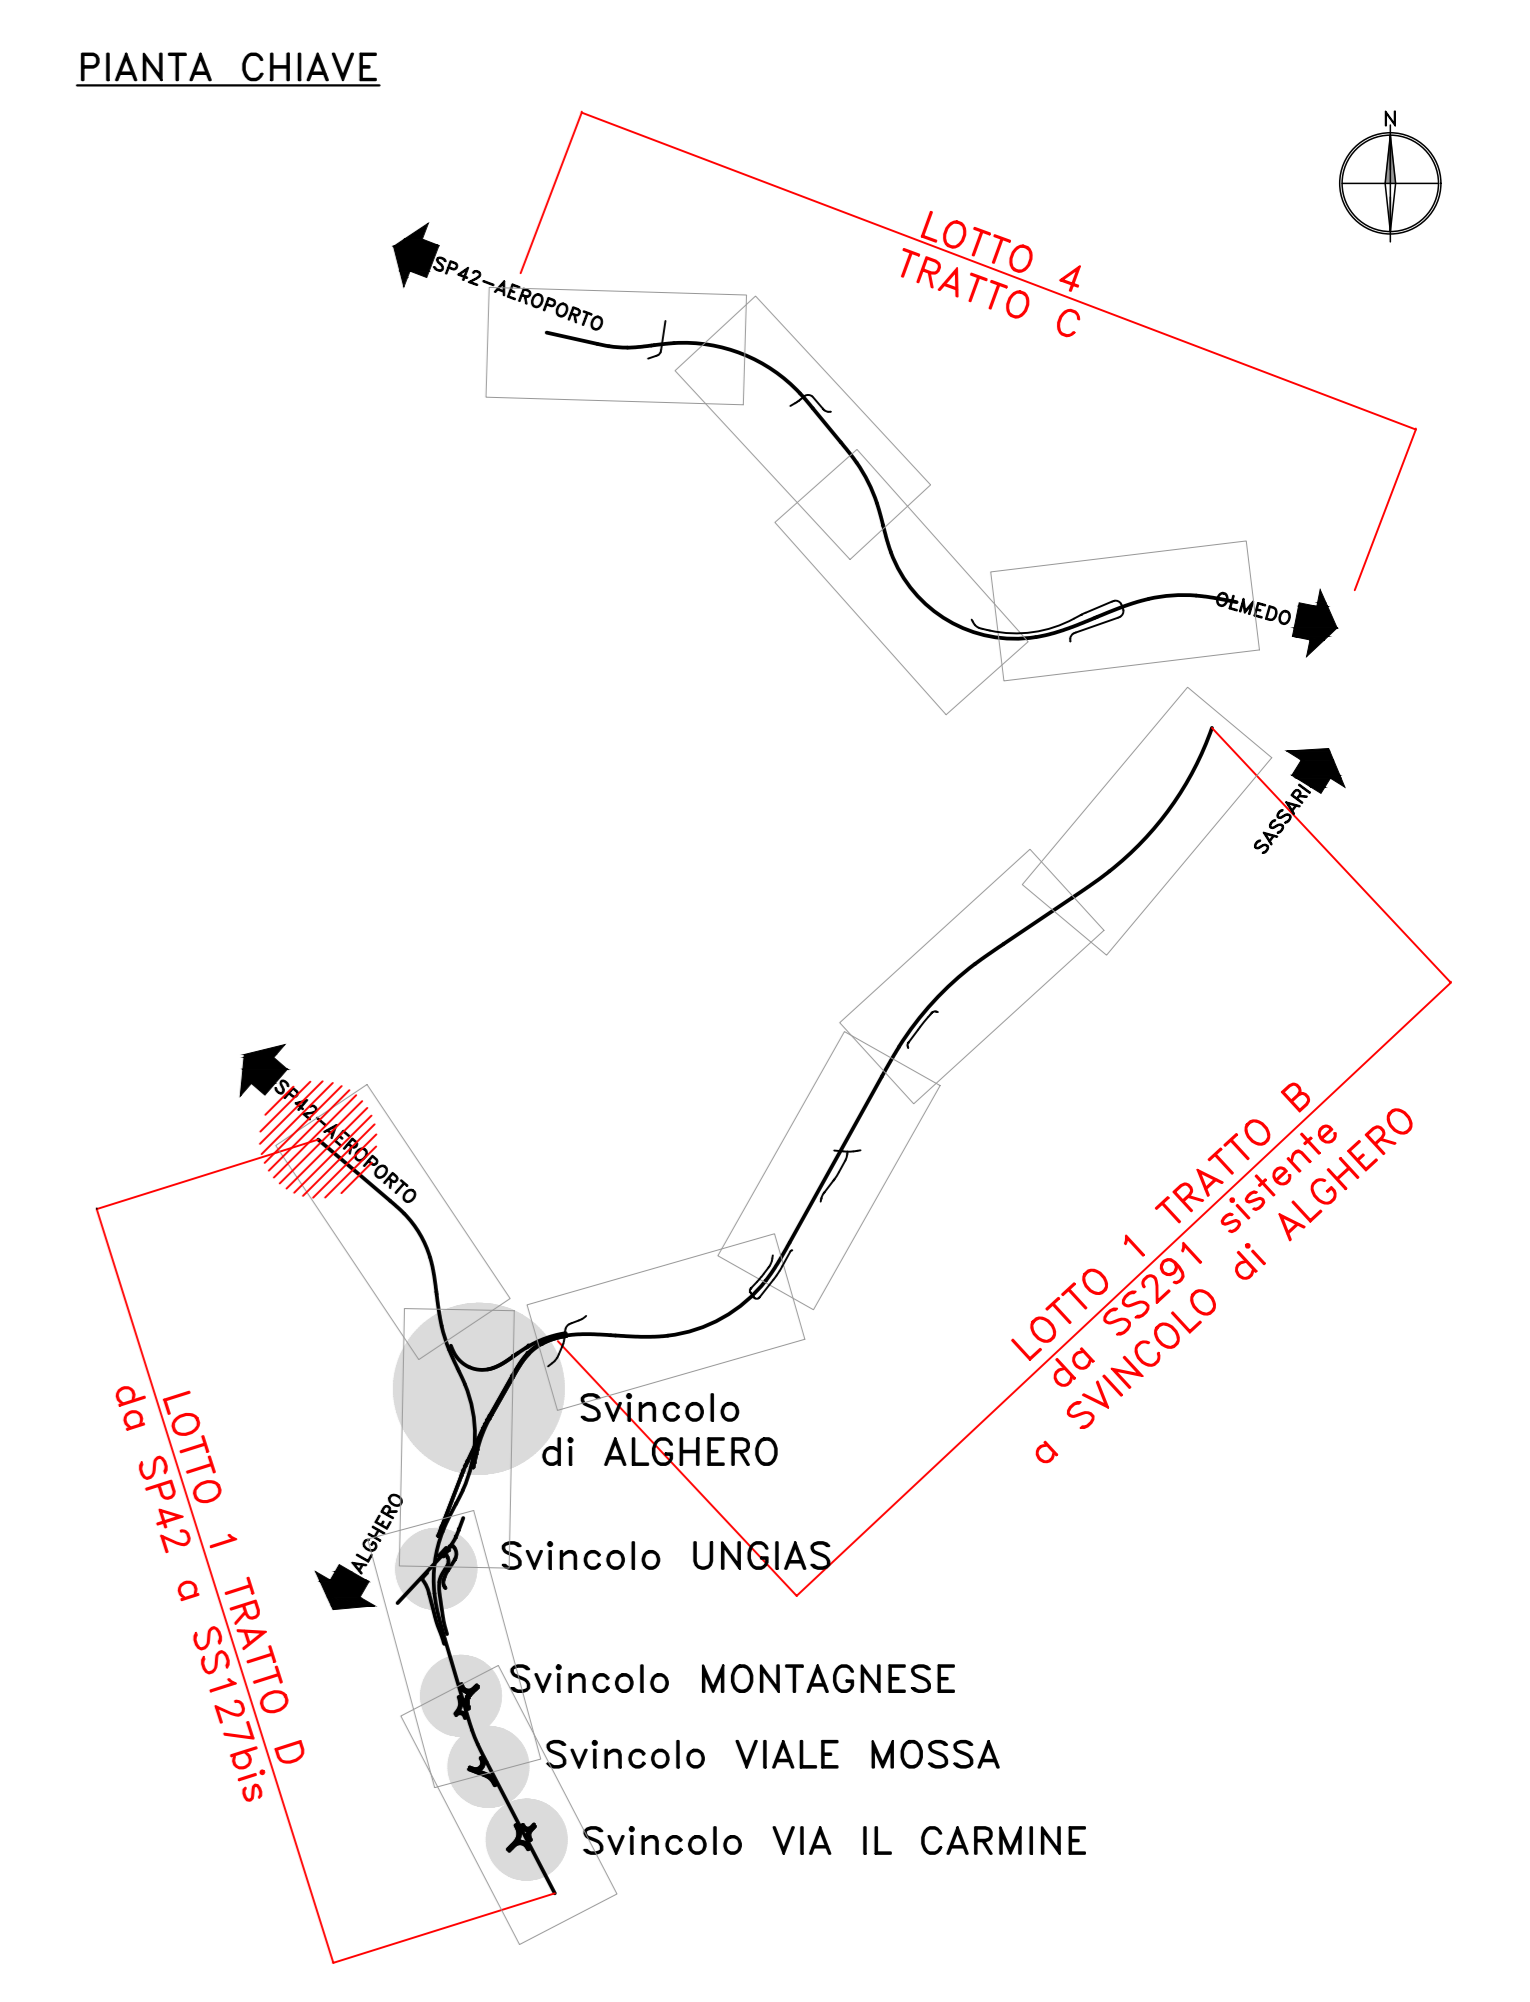 PIANTA CHIAVE
N
LOTTO 4
TRATTO C
SP42-AEROPORTO
OLMEDO
SASSARI
SP42-AEROPORTO
LOTTO 1 TRATTO B
da SS291 sistente
a SVINCOLO di ALGHERO
Svincolo
di ALGHERO
LOTTO 1 TRATTO D
da SP42 a SS127bis
ALGHERO
Svincolo UNGIAS
Svincolo MONTAGNESE
Svincolo VIALE MOSSA
Svincolo VIA IL CARMINE